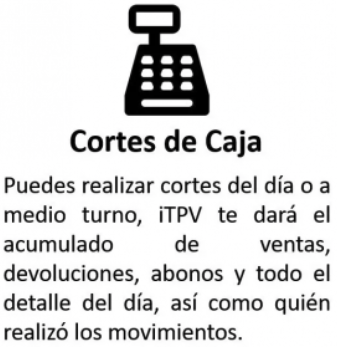 Cortes de Caja
Puedes realizar cortes del día o a
medio turno, iTPV te dará el
acumulado de ventas,
devoluciones, abonos y todo el
detalle del día, así como quién
realizó los movimientos.